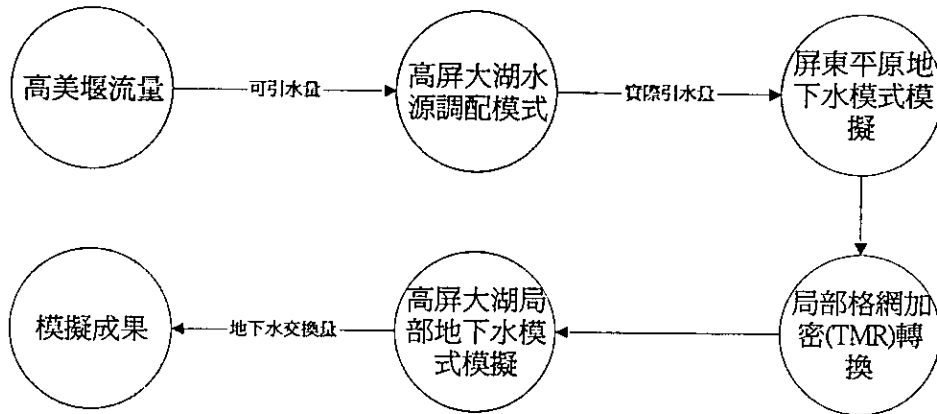 高美堰流量
可引水量
高屏大湖水
源調配模式
實際引水量
屏東平原地
下水模式模
擬
局部格網加
密(TMR)轉
換
高屏大湖局
部地下水模
式模擬
地下水交換量
模擬成果